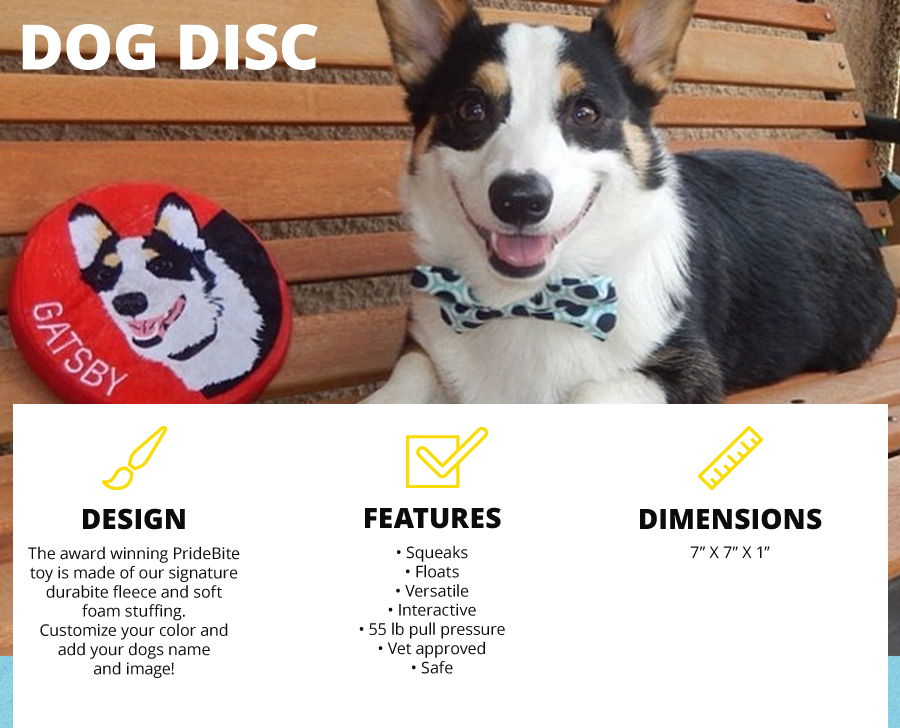 DOG DISC
GATSBY
DESIGN
The award winning PrideBite
toy is made of our signature
durabite fleece and soft
foam stuffing.
Customize your color and
add your dogs name
and image!
FEATURES
• Squeaks
• Floats
• Versatile
• Interactive
• 55 lb pull pressure
• Vet approved
• Safe
DIMENSIONS
7” X 7” X 1”